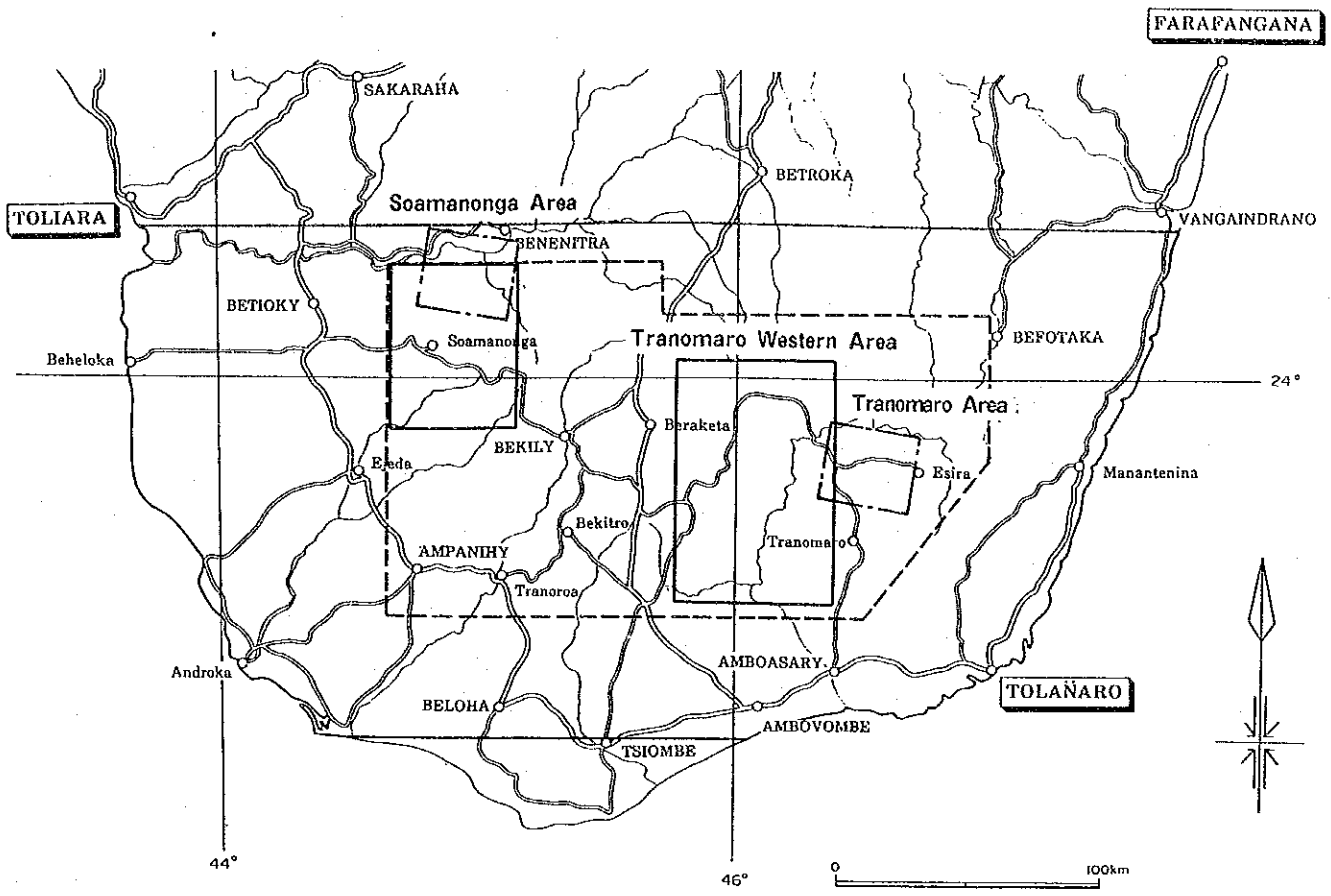 FARAFANGANA
SAKARAHA
BETROKA
Soamanonga Area
TOLIARA
VANGAINDRANO
BENENITRA
BETIOKY
Tranomaro Western Area
BEFOTAKA
Soamanonga
Beheloka
24°
Tranomaro Area
BEKILY
Beraketa
Ejeda
Esira
Manantenina
Bekitro
Tranomaro
AMPANIHY
Tranoroa
Androka
AMBOASARY
TOLAÑARO
BELOHA
AMBOVOMBE
TSIOMBE
44°
46°
0
100km